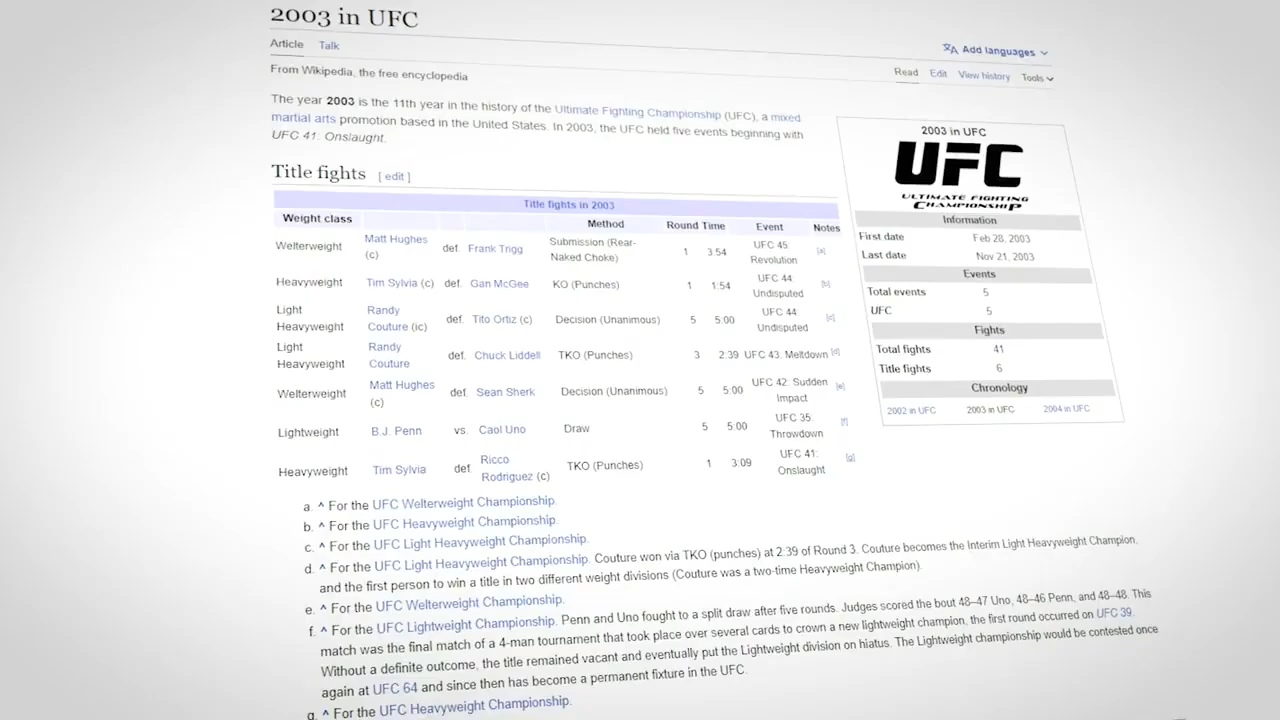 2003 in UFC
Article Talk
Add languages
From Wikipedia, the free encyclopedia
Read Edit View history Tools
The year 2003 is the 11th year in the history of the Ultimate Fighting Championship (UFC), a mixed
martial arts promotion based in the United States. In 2003, the UFC held five events beginning with
UFC 41: Onslaught.
Title fights [ edit ]
Title fights in 2003
Weight class Method Round Time Event Notes
Welterweight Matt Hughes (c) def. Frank Trigg Submission (Rear-Naked Choke) 1 3:54 UFC 45: Revolution [a]
Heavyweight Tim Sylvia (c) def. Gan McGee KO (Punches) 1 1:54 UFC 44: Undisputed [b]
Light Heavyweight Randy Couture (ic) def. Tito Ortiz (c) Decision (Unanimous) 5 5:00 UFC 44: Undisputed [c]
Light Heavyweight Randy Couture def. Chuck Liddell TKO (Punches) 3 2:39 UFC 43: Meltdown [d]
Welterweight Matt Hughes (c) def. Sean Sherk Decision (Unanimous) 5 5:00 UFC 42: Sudden Impact [e]
Lightweight B.J. Penn vs. Caol Uno Draw 5 5:00 UFC 35: Throwdown [f]
Heavyweight Tim Sylvia def. Ricco Rodriguez (c) TKO (Punches) 1 3:09 UFC 41: Onslaught [g]
2003 in UFC
UFC
ULTIMATE FIGHTING
CHAMPIONSHIP
Information
First date Feb 28, 2003
Last date Nov 21, 2003
Events
Total events 5
UFC 5
Fights
Total fights 41
Title fights 6
Chronology
2002 in UFC 2003 in UFC 2004 in UFC
a. ^ For the UFC Welterweight Championship.
b. ^ For the UFC Heavyweight Championship.
c. ^ For the UFC Light Heavyweight Championship.
d. ^ For the UFC Light Heavyweight Championship. Couture won via TKO (punches) at 2:39 of Round 3. Couture becomes the Interim Light Heavyweight Champion,
and the first person to win a title in two different weight divisions (Couture was a two-time Heavyweight Champion).
e. ^ For the UFC Welterweight Championship.
f. ^ For the UFC Lightweight Championship. Penn and Uno fought to a split draw after five rounds. Judges scored the bout 48–47 Uno, 48–46 Penn, and 48–48. This
match was the final match of a 4-man tournament that took place over several cards to crown a new lightweight champion, the first round occurred on UFC 39.
Without a definite outcome, the title remained vacant and eventually put the Lightweight division on hiatus. The Lightweight championship would be contested once
again at UFC 64 and since then has become a permanent fixture in the UFC.
g. ^ For the UFC Heavyweight Championship.